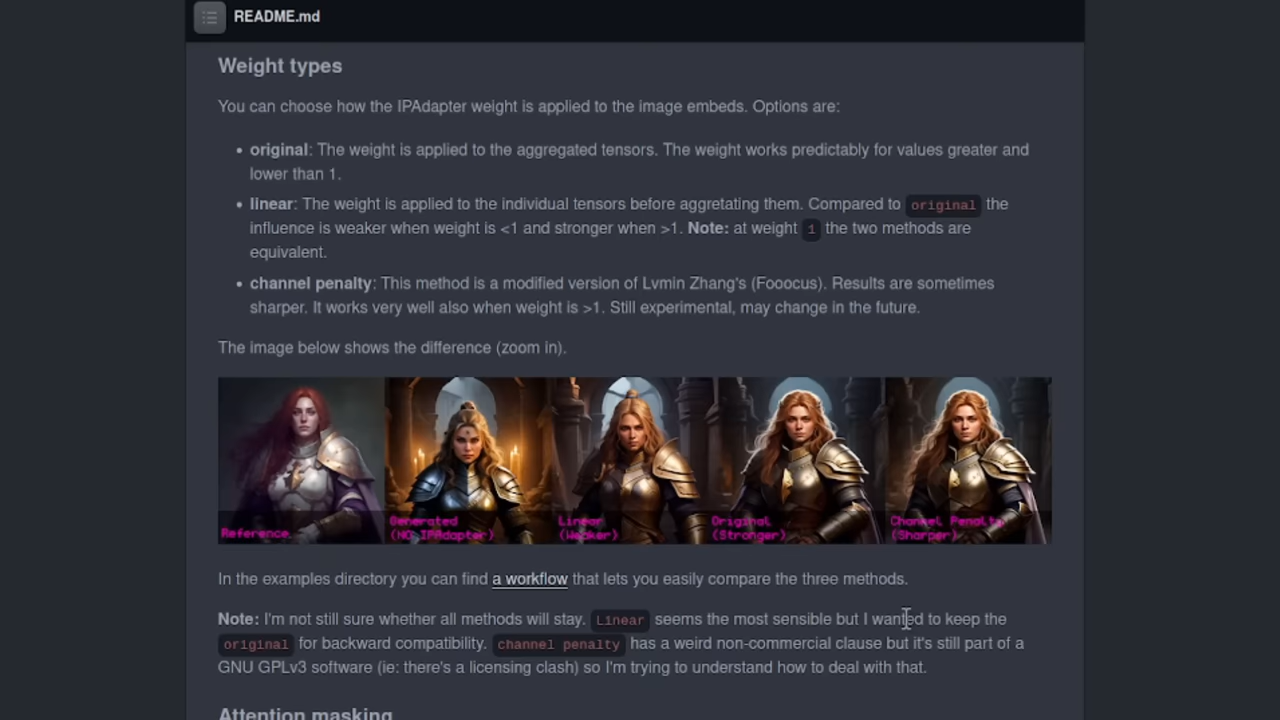 README.md
Weight types
You can choose how the IPAdapter weight is applied to the image embeds. Options are:
• original: The weight is applied to the aggregated tensors. The weight works predictably for values greater and
lower than 1.
• linear: The weight is applied to the individual tensors before aggretating them. Compared to original the
influence is weaker when weight is <1 and stronger when >1. Note: at weight 1 the two methods are
equivalent.
• channel penalty: This method is a modified version of Lvmin Zhang's (Fooocus). Results are sometimes
sharper. It works very well also when weight is >1. Still experimental, may change in the future.
The image below shows the difference (zoom in).
Reference
Generated
(NO IPAdapter)
Linear
(Weaker)
Original
(Stronger)
Channel Penalty
(Sharper)
In the examples directory you can find a workflow that lets you easily compare the three methods.
Note: I'm not still sure whether all methods will stay. Linear seems the most sensible but I wanted to keep the
original for backward compatibility. channel penalty has a weird non-commercial clause but it's still part of a
GNU GPLv3 software (ie: there's a licensing clash) so I'm trying to understand how to deal with that.
Attention masking